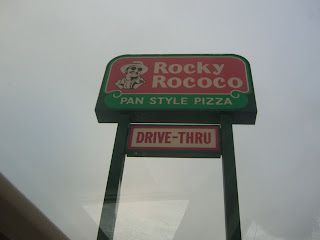 Rocky
Rococo
PAN STYLE PIZZA
DRIVE-THRU